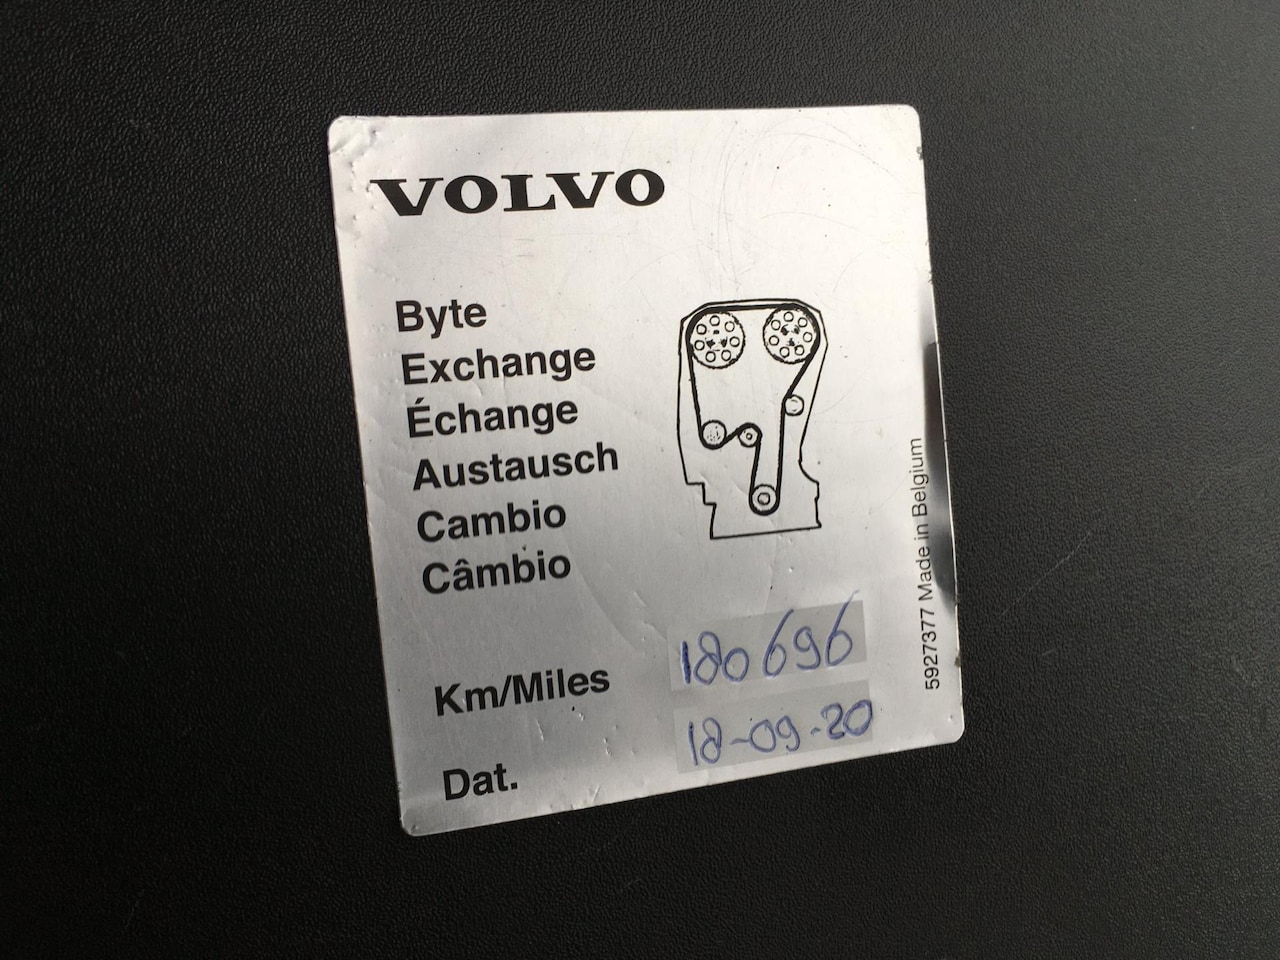 VOLVO
Byte
Exchange
Échange
Austausch
Cambio
Câmbio
Km/Miles 180696
Dat. 18-09-20
5927377 Made in Belgium